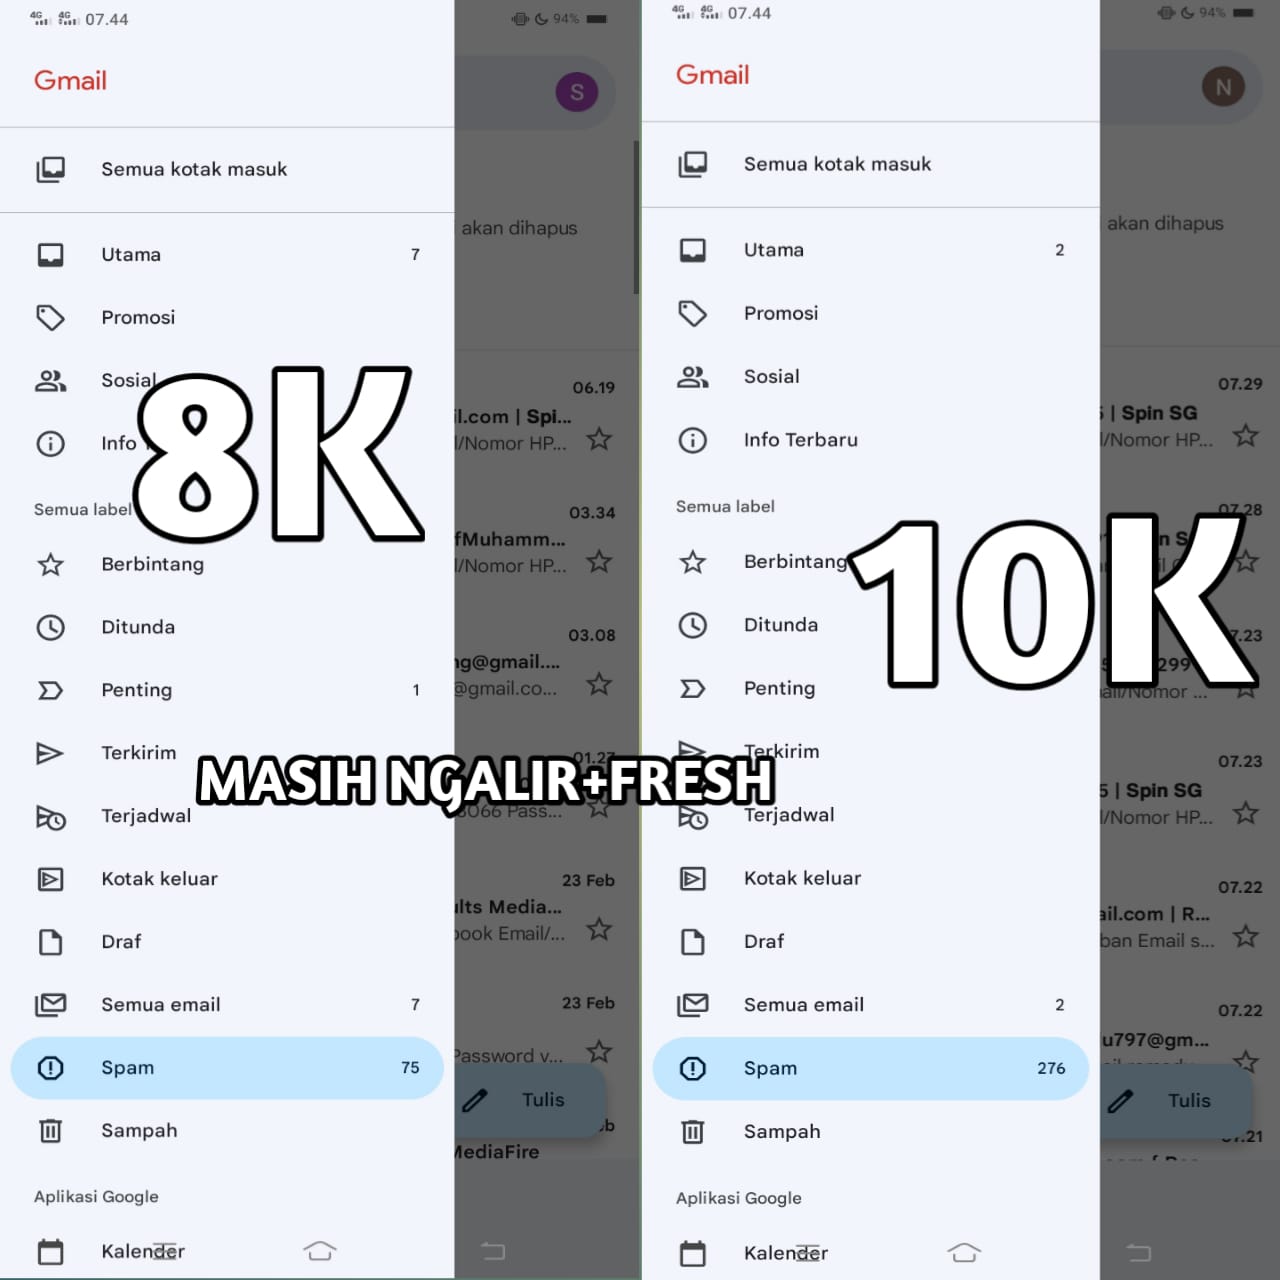 4G 4G 07.44 94%
Gmail
S
Semua kotak masuk
akan dihapus
Utama 7
Promosi
Sosial
06.19
il.com | Spi...
Info
l/Nomor HP...
Semua label
03.34
fMuhamm...
l/Nomor HP...
Berbintang
Ditunda
03.08
ng@gmail....
@gmail.co...
Penting 1
Terkirim
01.27
Terjadwal
8066 Pass...
Kotak keluar
23 Feb
ults Media...
book Email/...
Draf
Semua email 7
23 Feb
Password v...
Spam 75
Tulis
Sampah
MediaFire
Aplikasi Google
Kalender
8K
4G 4G 07.44 94%
Gmail
N
Semua kotak masuk
akan dihapus
Utama 2
Promosi
Sosial
07.29
| Spin SG
Info Terbaru
l/Nomor HP...
Semua label
07.28
Berbintang
Ditunda
7.23
299
Penting
ail/Nomor ...
Terkirim
07.23
5 | Spin SG
Terjadwal
l/Nomor HP...
Kotak keluar
07.22
ail.com | R...
ban Email s...
Draf
Semua email 2
07.22
u797@gm...
Spam 276
Tulis
Sampah
07.21
Aplikasi Google
Kalender
10K
MASIH NGALIR+FRESH